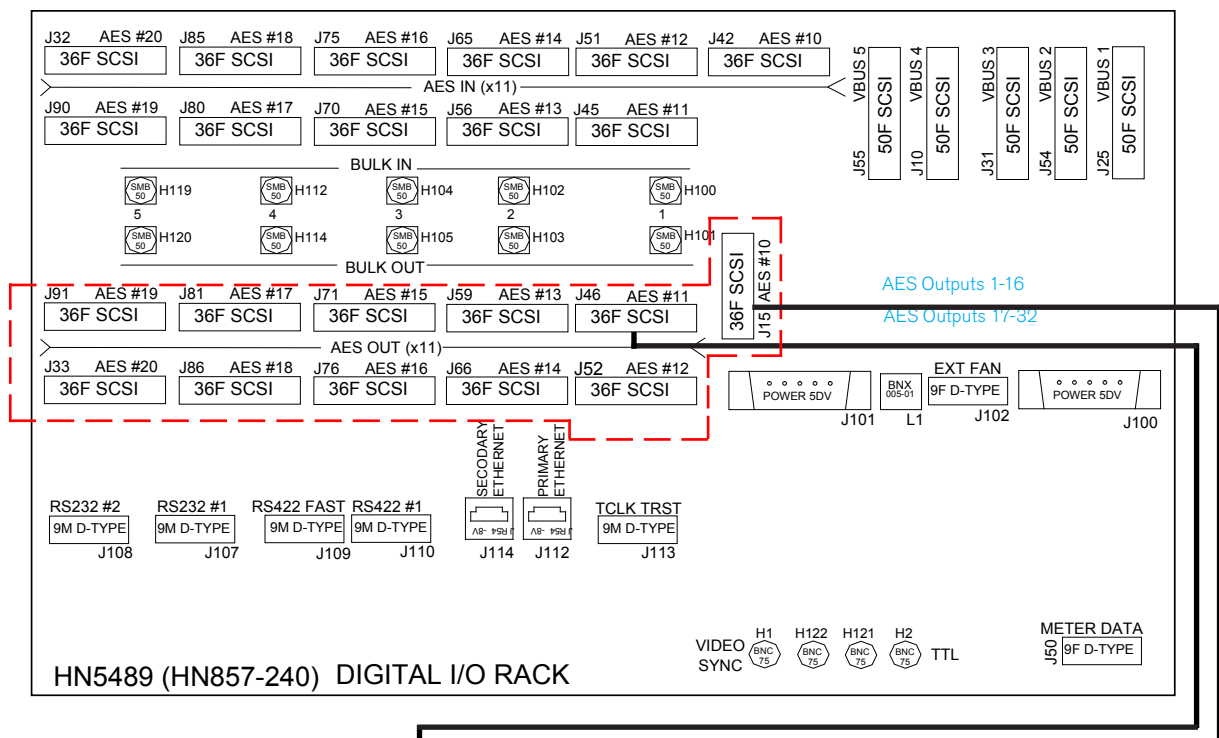 J32 AES #20 J85 AES #18 J75 AES #16 J65 AES #14 J51 AES #12 J42 AES #10
36F SCSI 36F SCSI 36F SCSI 36F SCSI 36F SCSI 36F SCSI
AES IN (x11)
J90 AES #19 J80 AES #17 J70 AES #15 J56 AES #13 J45 AES #11
36F SCSI 36F SCSI 36F SCSI 36F SCSI 36F SCSI
J55 VBUS 5
50F SCSI
J10 VBUS 4
50F SCSI
J31 VBUS 3
50F SCSI
J54 VBUS 2
50F SCSI
J25 VBUS 1
50F SCSI
BULK IN
SMB 50 H119 SMB 50 H112 SMB 50 H104 SMB 50 H102 SMB 50 H100
5 4 3 2 1
SMB 50 H120 SMB 50 H114 SMB 50 H105 SMB 50 H103 SMB 50 H101
BULK OUT
J91 AES #19 J81 AES #17 J71 AES #15 J59 AES #13 J46 AES #11
36F SCSI 36F SCSI 36F SCSI 36F SCSI 36F SCSI
36F SCSI
J15 AES #10
AES Outputs 1-16
AES Outputs 17-32
AES OUT (x11)
J33 AES #20 J86 AES #18 J76 AES #16 J66 AES #14 J52 AES #12
36F SCSI 36F SCSI 36F SCSI 36F SCSI 36F SCSI
POWER 5DV
J101
BNX
005-01
L1
EXT FAN
9F D-TYPE
J102
POWER 5DV
J100
RS232 #2
9M D-TYPE
J108
RS232 #1
9M D-TYPE
J107
RS422 FAST
9M D-TYPE
J109
RS422 #1
9M D-TYPE
J110
SECODARY
ETHERNET
J R54 -8V
J114
PRIMARY
ETHERNET
J R54 -8V
J112
TCLK TRST
9M D-TYPE
J113
VIDEO
SYNC
H1 H122 H121 H2
BNC 75 BNC 75 BNC 75 BNC 75
TTL
METER DATA
J50
9F D-TYPE
HN5489 (HN857-240) DIGITAL I/O RACK